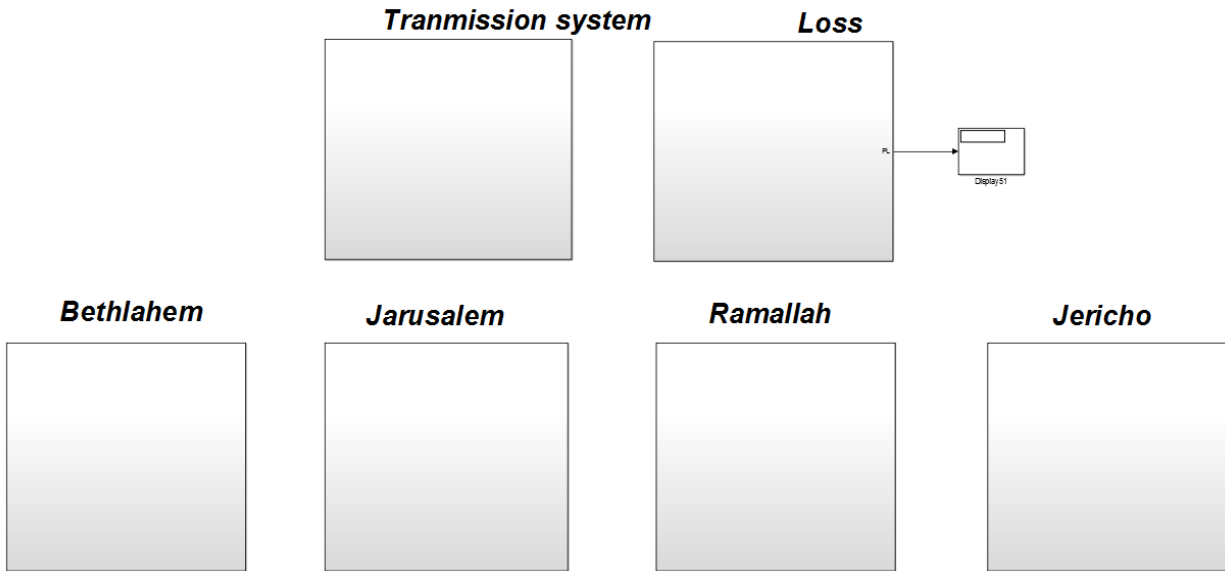 Tranmission system
Loss
PL
Display51
Bethlahem
Jarusalem
Ramallah
Jericho